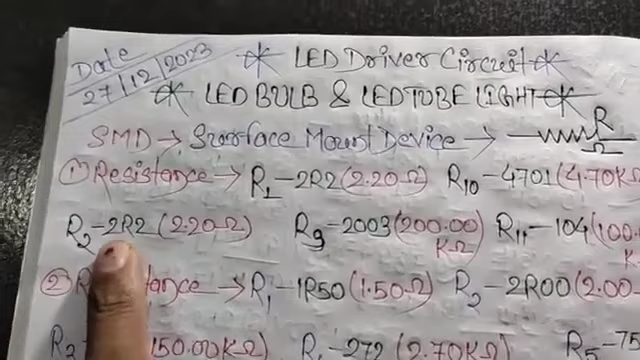 Date
27/12/2023
LED Driver Circuit
LED BULB & LED TUBE LIGHT
SMD → Surface Mount Device → R
Ω
① Resistance → R1 – 2R2 (2.20Ω) R10 – 4701 (4.70K
R2 – 2R2 (2.20Ω) R9 – 2003 (200.00 KΩ) R11 – 104 (100.
② → R1 – 1R50 (1.50Ω) R2 – 2R00 (2.00
R3 150.00KΩ) 272 (2.70KΩ) R5